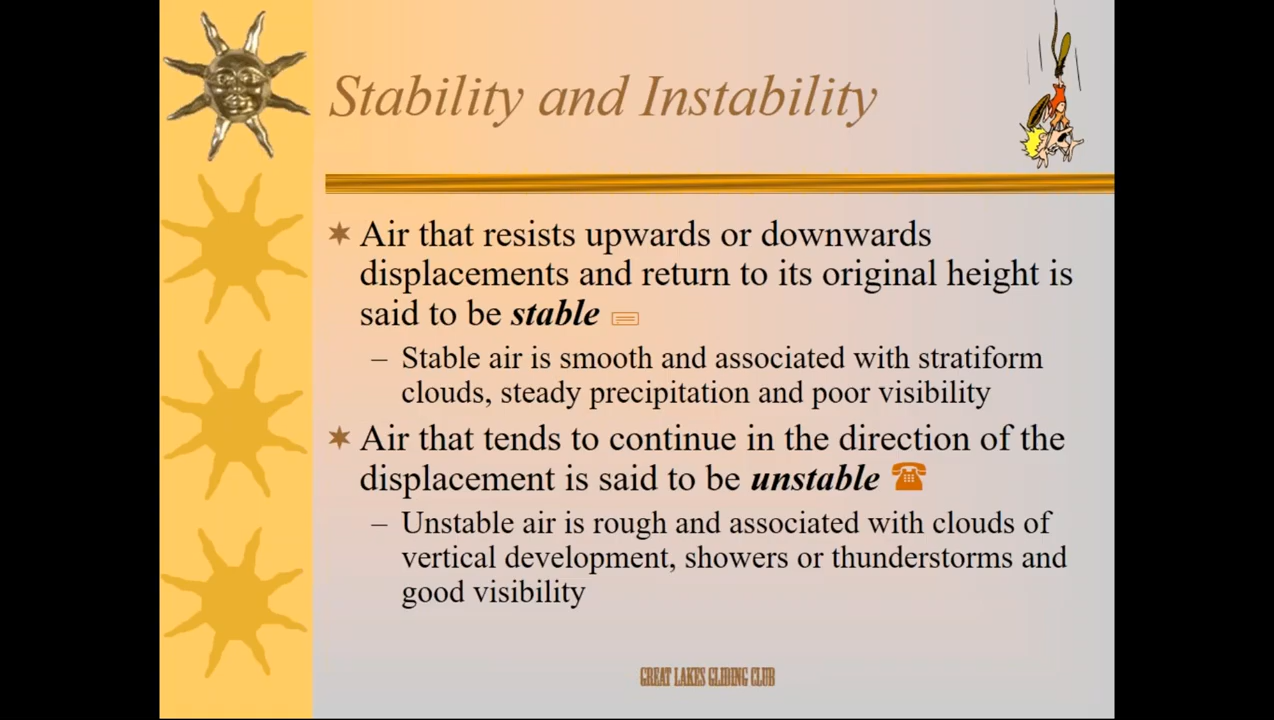 Stability and Instability
Air that resists upwards or downwards
displacements and return to its original height is
said to be stable
– Stable air is smooth and associated with stratiform
clouds, steady precipitation and poor visibility
Air that tends to continue in the direction of the
displacement is said to be unstable
– Unstable air is rough and associated with clouds of
vertical development, showers or thunderstorms and
good visibility
GREAT LAKES GLIDING CLUB